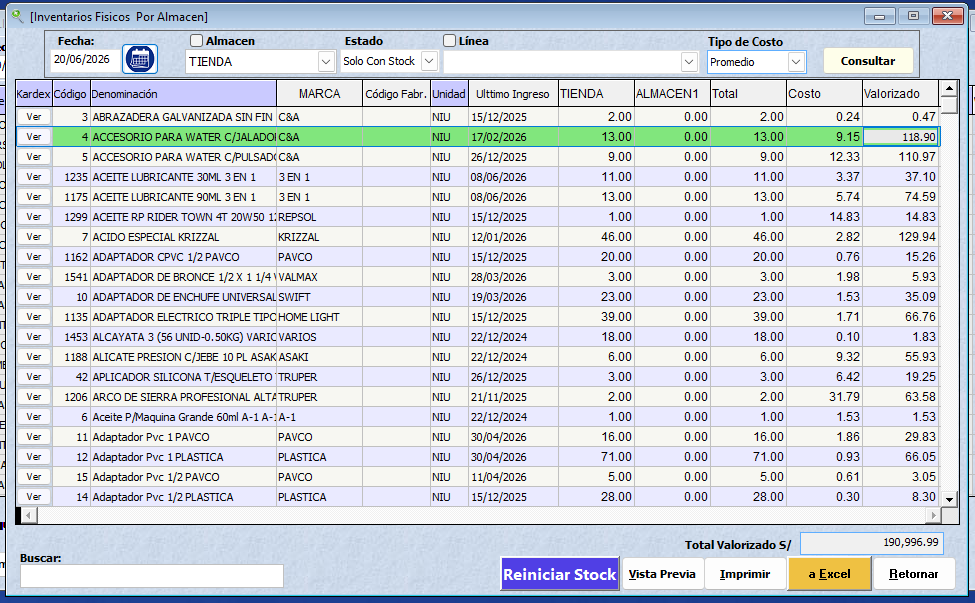 [Inventarios Fisicos Por Almacen]
Fecha: Almacen Estado Línea Tipo de Costo
20/06/2026 TIENDA Solo Con Stock Promedio Consultar
Kardex Código Denominación MARCA Código Fabr. Unidad Ulttimo Ingreso TIENDA ALMACEN1 Total Costo Valorizado
Ver 3 ABRAZADERA GALVANIZADA SIN FIN C&A NIU 15/12/2025 2.00 0.00 2.00 0.24 0.47
Ver 4 ACCESORIO PARA WATER C/JALADOR C&A NIU 17/02/2026 13.00 0.00 13.00 9.15 118.90
Ver 5 ACCESORIO PARA WATER C/PULSADO C&A NIU 26/12/2025 9.00 0.00 9.00 12.33 110.97
Ver 1235 ACEITE LUBRICANTE 30ML 3 EN 1 3 EN 1 NIU 08/06/2026 11.00 0.00 11.00 3.37 37.10
Ver 1175 ACEITE LUBRICANTE 90ML 3 EN 1 3 EN 1 NIU 08/06/2026 13.00 0.00 13.00 5.74 74.59
Ver 1299 ACEITE RP RIDER TOWN 4T 20W50 12 REPSOL NIU 15/12/2025 1.00 0.00 1.00 14.83 14.83
Ver 7 ACIDO ESPECIAL KRIZZAL KRIZZAL NIU 12/01/2026 46.00 0.00 46.00 2.82 129.94
Ver 1162 ADAPTADOR CPVC 1/2 PAVCO PAVCO NIU 15/12/2025 20.00 0.00 20.00 0.76 15.26
Ver 1541 ADAPTADOR DE BRONCE 1/2 X 1 1/4 VALMAX NIU 28/03/2026 3.00 0.00 3.00 1.98 5.93
Ver 10 ADAPTADOR DE ENCHUFE UNIVERSAL SWIFT NIU 19/03/2026 23.00 0.00 23.00 1.53 35.09
Ver 1135 ADAPTADOR ELECTRICO TRIPLE TIPO HOME LIGHT NIU 15/12/2025 39.00 0.00 39.00 1.71 66.76
Ver 1453 ALCAYATA 3 (56 UNID-0.50KG) VARIO VARIOS NIU 22/12/2024 18.00 0.00 18.00 0.10 1.83
Ver 1188 ALICATE PRESION C/JEBE 10 PL ASAK ASAKI NIU 22/12/2024 6.00 0.00 6.00 9.32 55.93
Ver 42 APLICADOR SILICONA T/ESQUELETO TRUPER NIU 26/12/2025 3.00 0.00 3.00 6.42 19.25
Ver 1206 ARCO DE SIERRA PROFESIONAL ALTA TRUPER NIU 21/11/2025 2.00 0.00 2.00 31.79 63.58
Ver 6 Aceite P/Maquina Grande 60ml A-1 A-1 A-1 NIU 22/12/2024 1.00 0.00 1.00 1.53 1.53
Ver 11 Adaptador Pvc 1 PAVCO PAVCO NIU 30/04/2026 16.00 0.00 16.00 1.86 29.83
Ver 12 Adaptador Pvc 1 PLASTICA PLASTICA NIU 30/04/2026 71.00 0.00 71.00 0.93 66.05
Ver 15 Adaptador Pvc 1/2 PAVCO PAVCO NIU 11/04/2026 5.00 0.00 5.00 0.61 3.05
Ver 14 Adaptador Pvc 1/2 PLASTICA PLASTICA NIU 15/12/2025 28.00 0.00 28.00 0.30 8.30
Total Valorizado S/ 190,996.99
Buscar:
Reiniciar Stock Vista Previa Imprimir a Excel Retornar